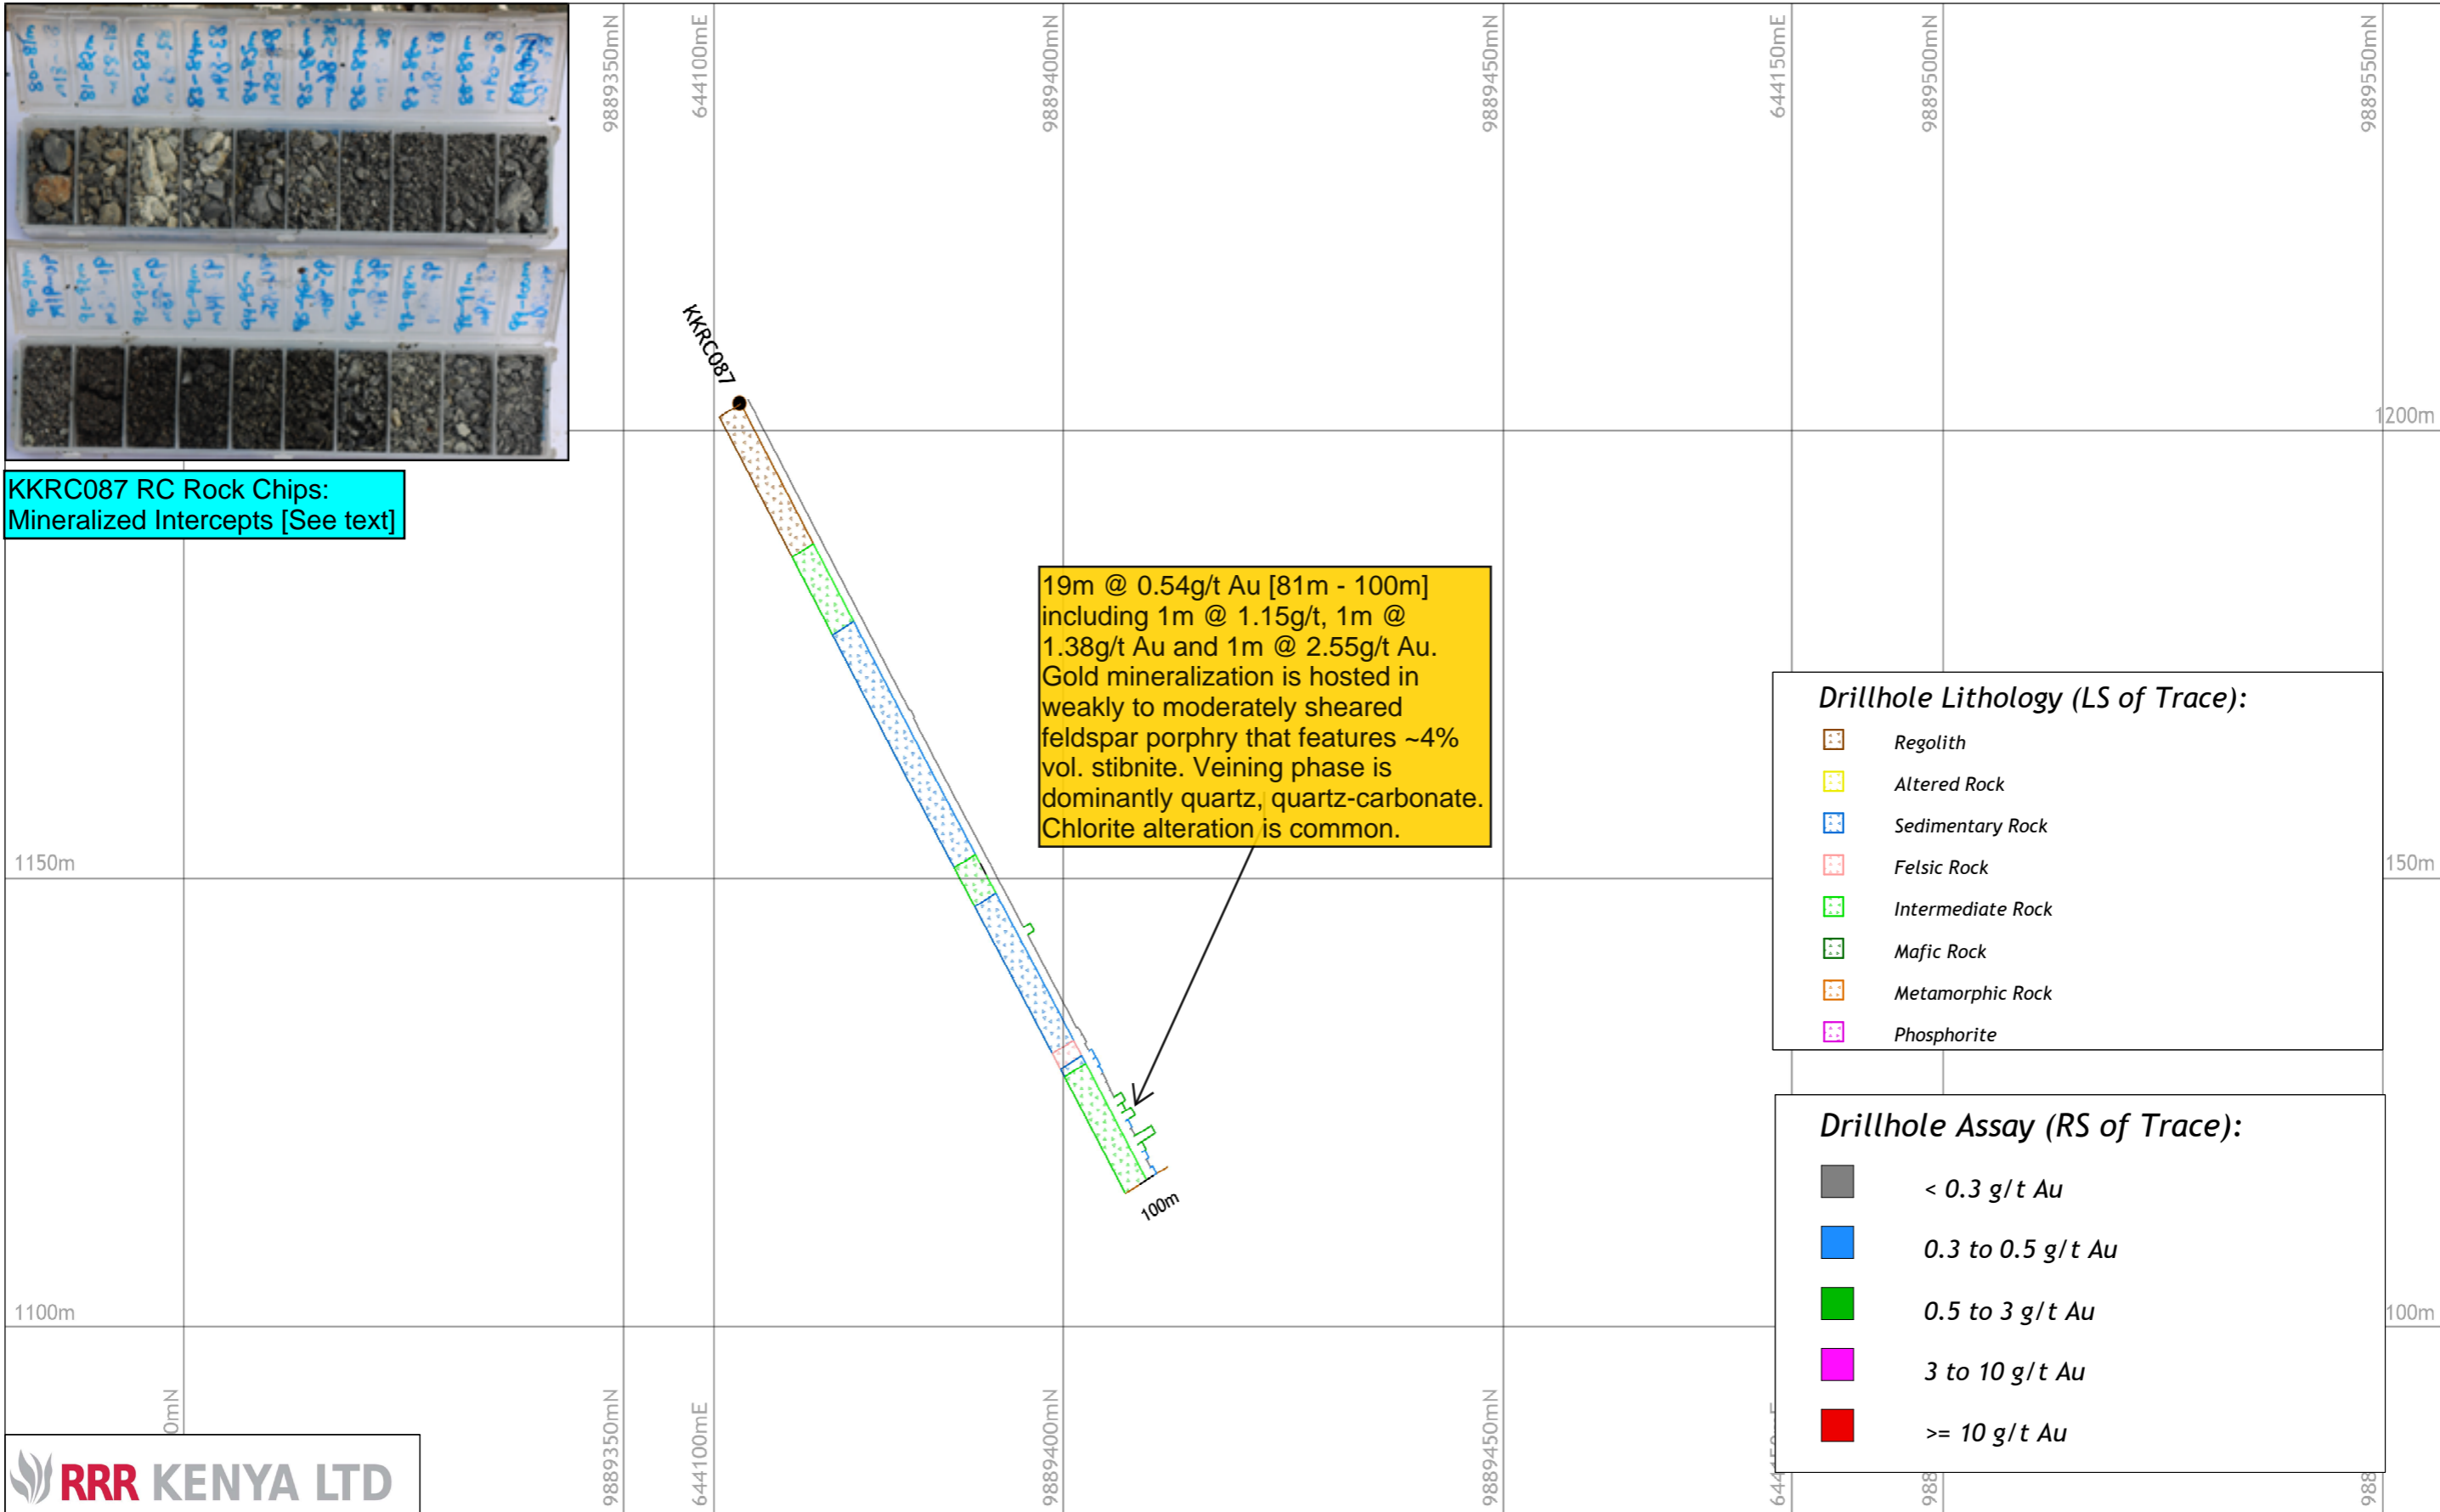 9889350mN
644100mE
9889400mN
9889450mN
644150mE
9889500mN
9889550mN
KKRC087
1200m
KKRC087 RC Rock Chips:
Mineralized Intercepts [See text]
19m @ 0.54g/t Au [81m - 100m]
including 1m @ 1.15g/t, 1m @
1.38g/t Au and 1m @ 2.55g/t Au.
Gold mineralization is hosted in
weakly to moderately sheared
feldspar porphry that features ~4%
vol. stibnite. Veining phase is
dominantly quartz, quartz-carbonate.
Chlorite alteration is common.
Drillhole Lithology (LS of Trace):
Regolith
Altered Rock
Sedimentary Rock
Felsic Rock
Intermediate Rock
Mafic Rock
Metamorphic Rock
Phosphorite
1150m
150m
Drillhole Assay (RS of Trace):
< 0.3 g/t Au
0.3 to 0.5 g/t Au
0.5 to 3 g/t Au
3 to 10 g/t Au
>= 10 g/t Au
100m
1100m
100m
0mN
9889350mN
644100mE
9889400mN
9889450mN
RRR KENYA LTD